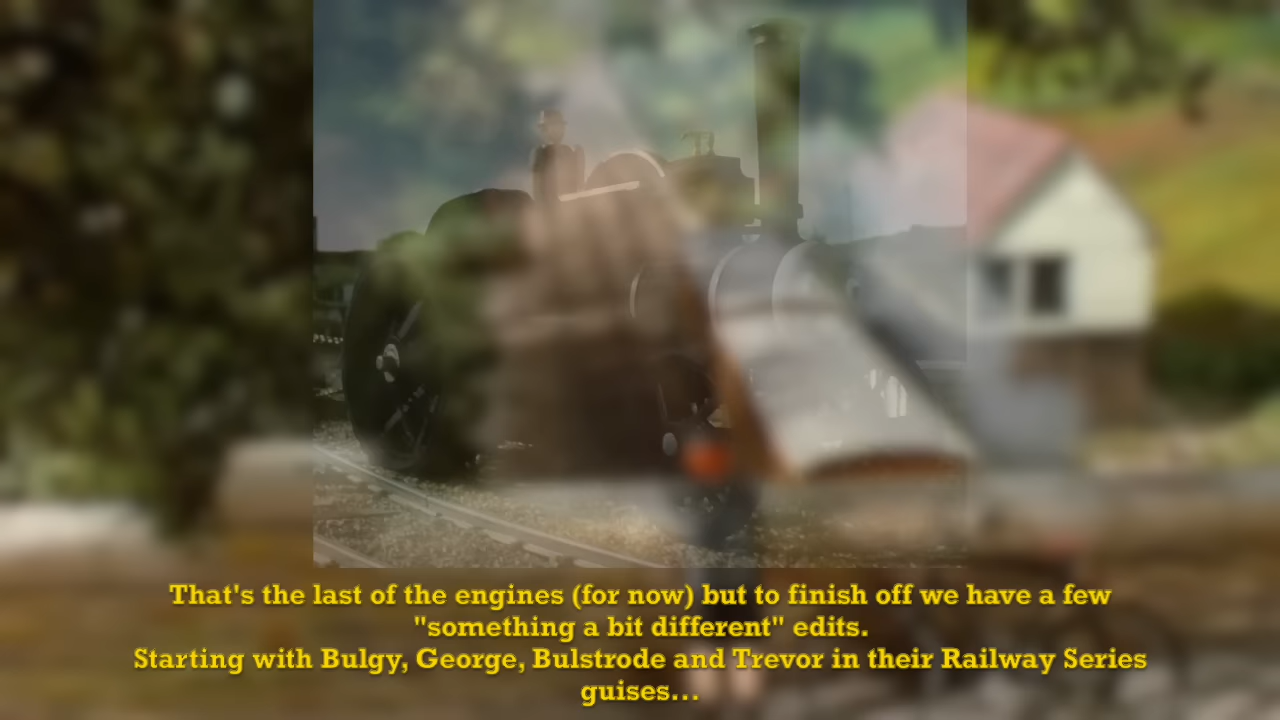 That's the last of the engines (for now) but to finish off we have a few
"something a bit different" edits.
Starting with Bulgy, George, Bulstrode and Trevor in their Railway Series
guises...